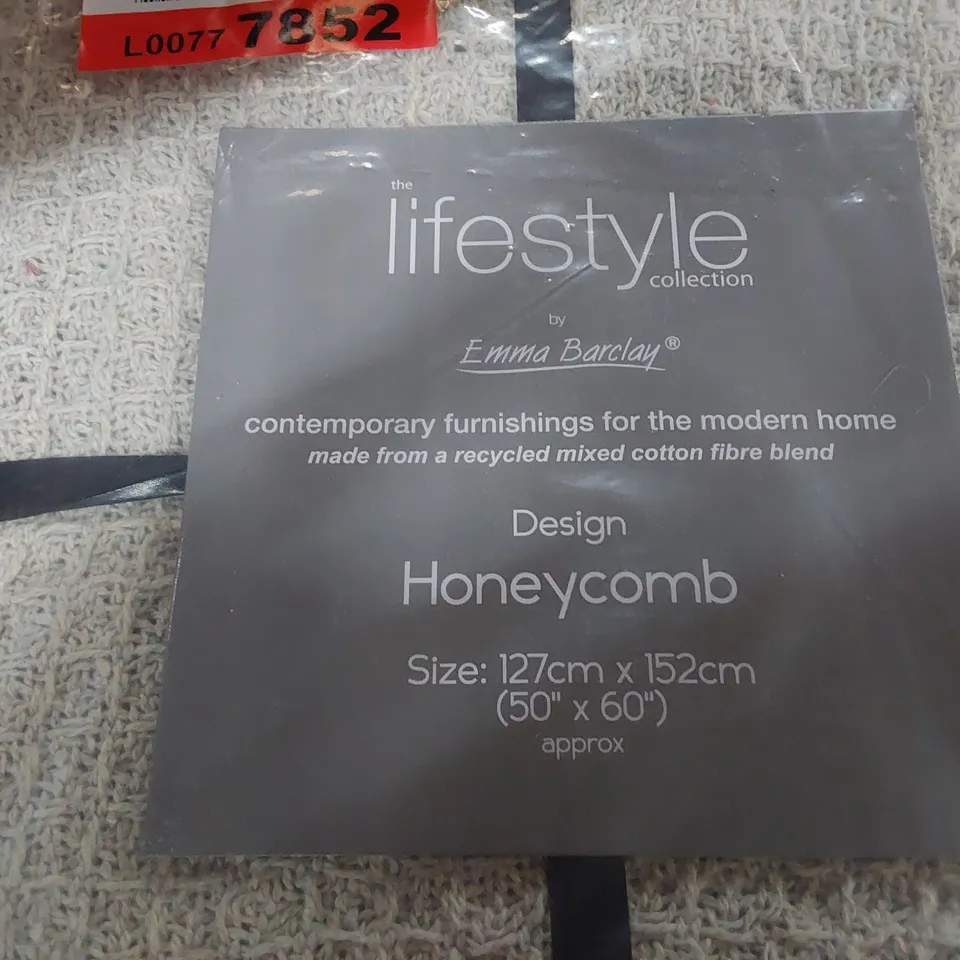 L0077 7852
the
lifestyle
collection
by
Emma Barclay®
contemporary furnishings for the modern home
made from a recycled mixed cotton fibre blend
Design
Honeycomb
Size: 127cm x 152cm
(50" x 60")
approx